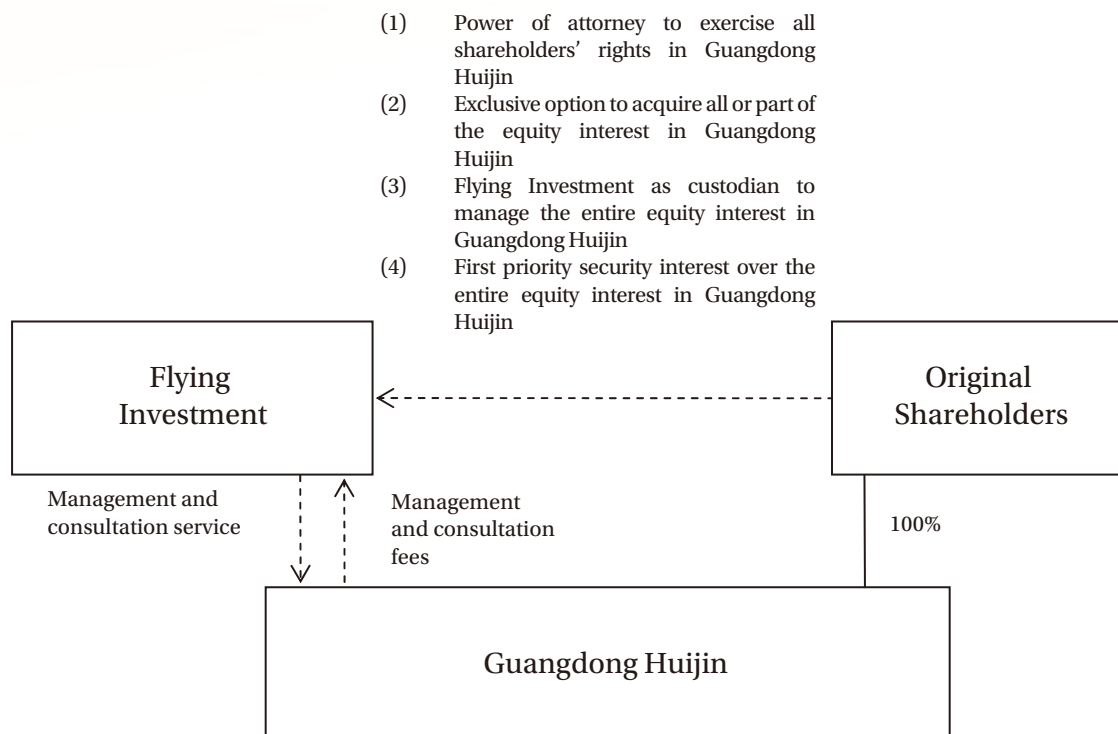 (1) Power of attorney to exercise all
shareholders’ rights in Guangdong
Huijin
(2) Exclusive option to acquire all or part of
the equity interest in Guangdong
Huijin
(3) Flying Investment as custodian to
manage the entire equity interest in
Guangdong Huijin
(4) First priority security interest over the
entire equity interest in Guangdong
Huijin
Flying
Investment
Original
Shareholders
Management and
consultation service
Management
and consultation
fees
100%
Guangdong Huijin